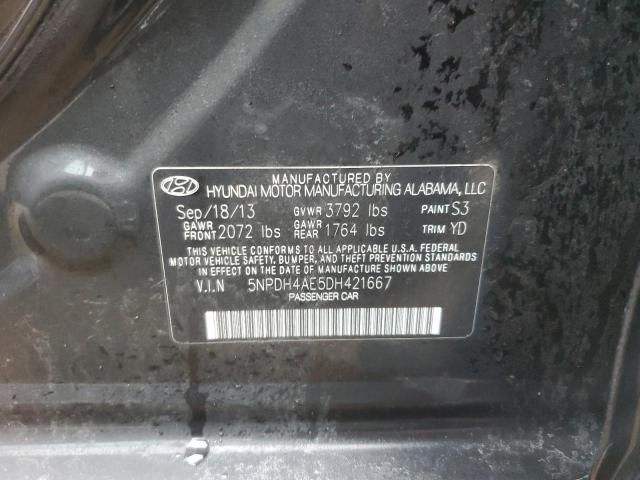 MANUFACTURED BY
HYUNDAI MOTOR MANUFACTURING ALABAMA, LLC
Sep/18/13 GVWR 3792 lbs PAINT S3
GAWR FRONT 2072 lbs GAWR REAR 1764 lbs TRIM YD
THIS VEHICLE CONFORMS TO ALL APPLICABLE U.S.A. FEDERAL
MOTOR VEHICLE SAFETY, BUMPER, AND THEFT PREVENTION
STANDARDS IN EFFECT ON THE DATE OF MANUFACTURE SHOWN ABOVE.
V.I.N 5NPDH4AE5DH421667
PASSENGER CAR